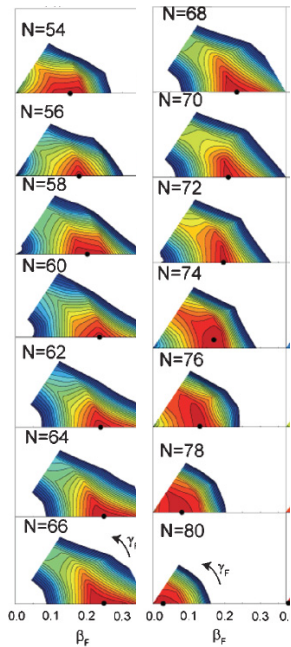 N=54
N=56
N=58
N=60
N=62
N=64
N=66
γ
0.0 0.1 0.2 0.3
β_F
N=68
N=70
N=72
N=74
N=76
N=78
N=80
γ_F
0.0 0.1 0.2 0.3
β_F